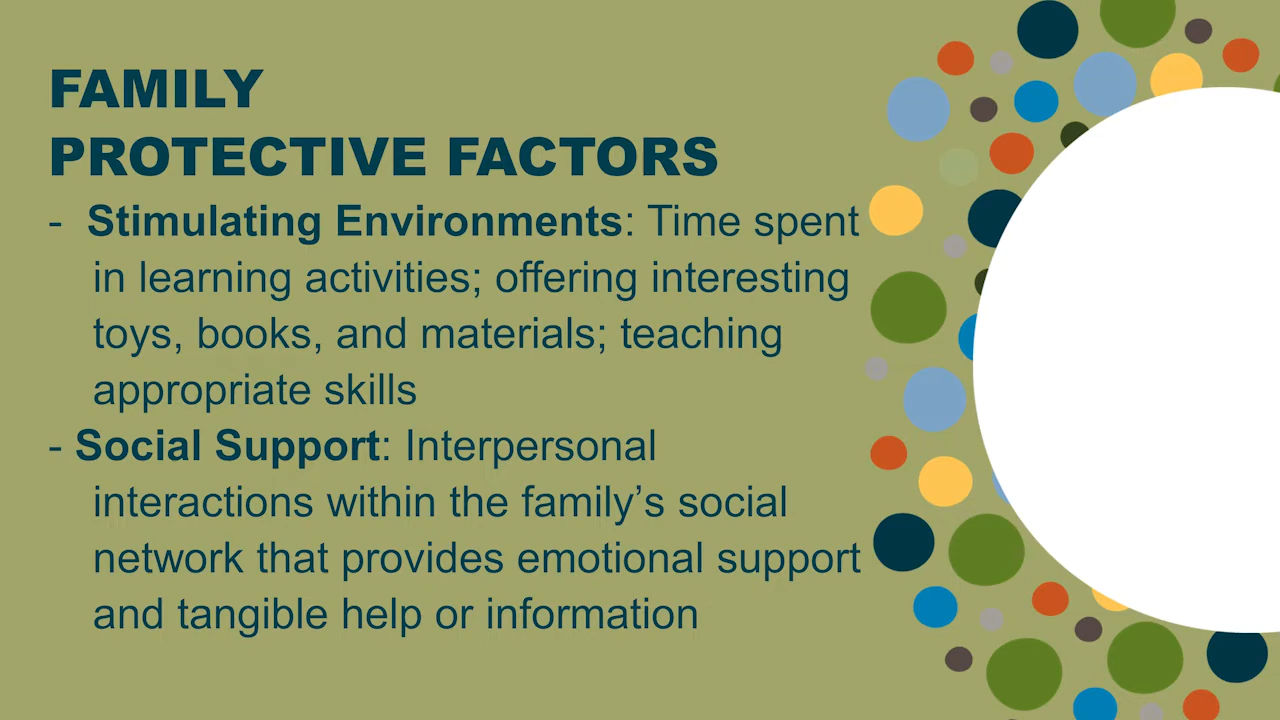 FAMILY
PROTECTIVE FACTORS
- Stimulating Environments: Time spent
in learning activities; offering interesting
toys, books, and materials; teaching
appropriate skills
- Social Support: Interpersonal
interactions within the family’s social
network that provides emotional support
and tangible help or information